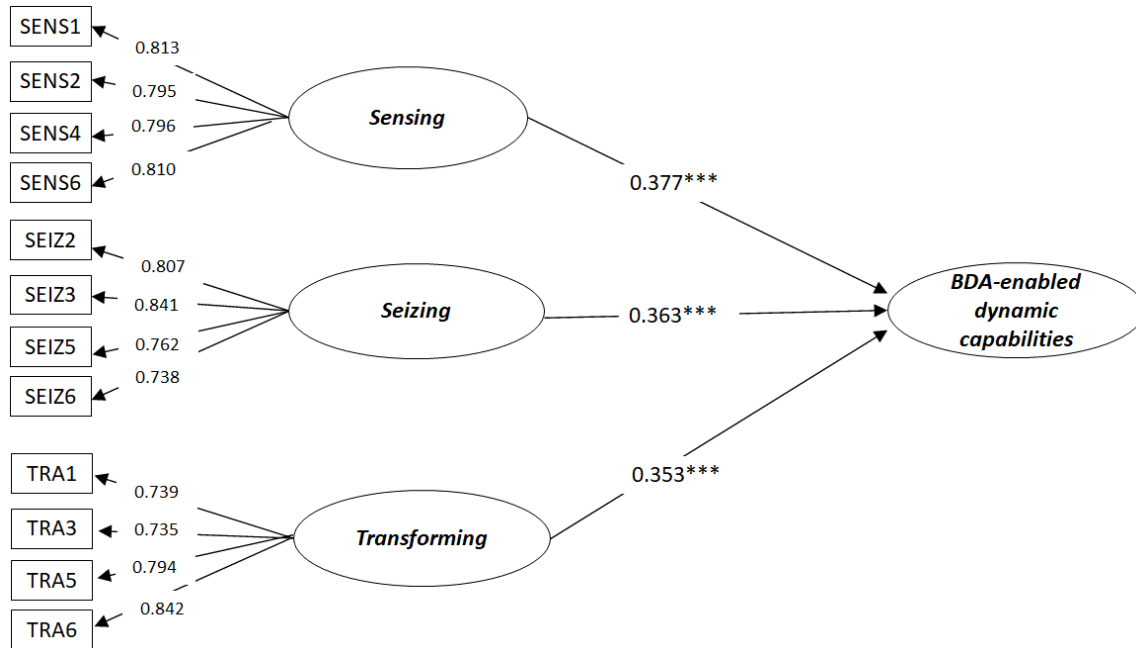 SENS1
0.813
SENS2
0.795
SENS4
0.796
SENS6
0.810
Sensing
0.377***
SEIZ2
0.807
SEIZ3
0.841
SEIZ5
0.762
SEIZ6
0.738
Seizing
0.363***
BDA-enabled
dynamic
capabilities
TRA1
0.739
TRA3
0.735
TRA5
0.794
TRA6
0.842
Transforming
0.353***